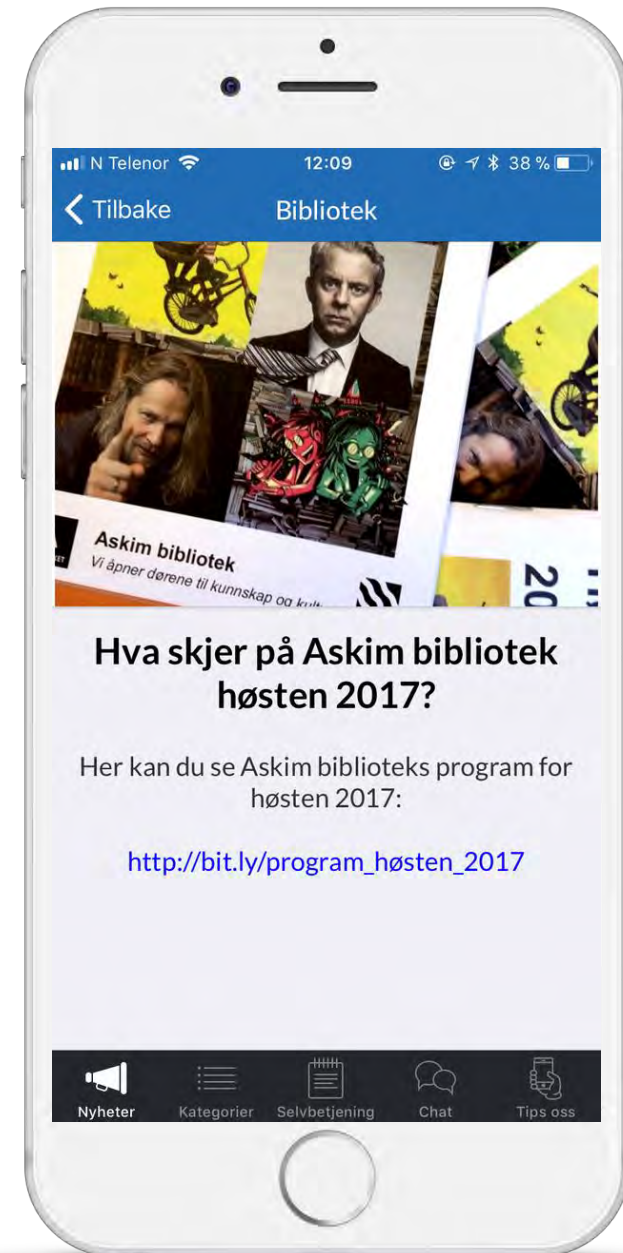 N Telenor 12:09 38 %
Tilbake Bibliotek
Askim bibliotek
Vi åpner dørene til kunnskap og
20
Hva skjer på Askim bibliotek
høsten 2017?
Her kan du se Askim biblioteks program for
høsten 2017:
http://bit.ly/program_høsten_2017
Nyheter Kategorier Selvbetjening Chat Tips oss